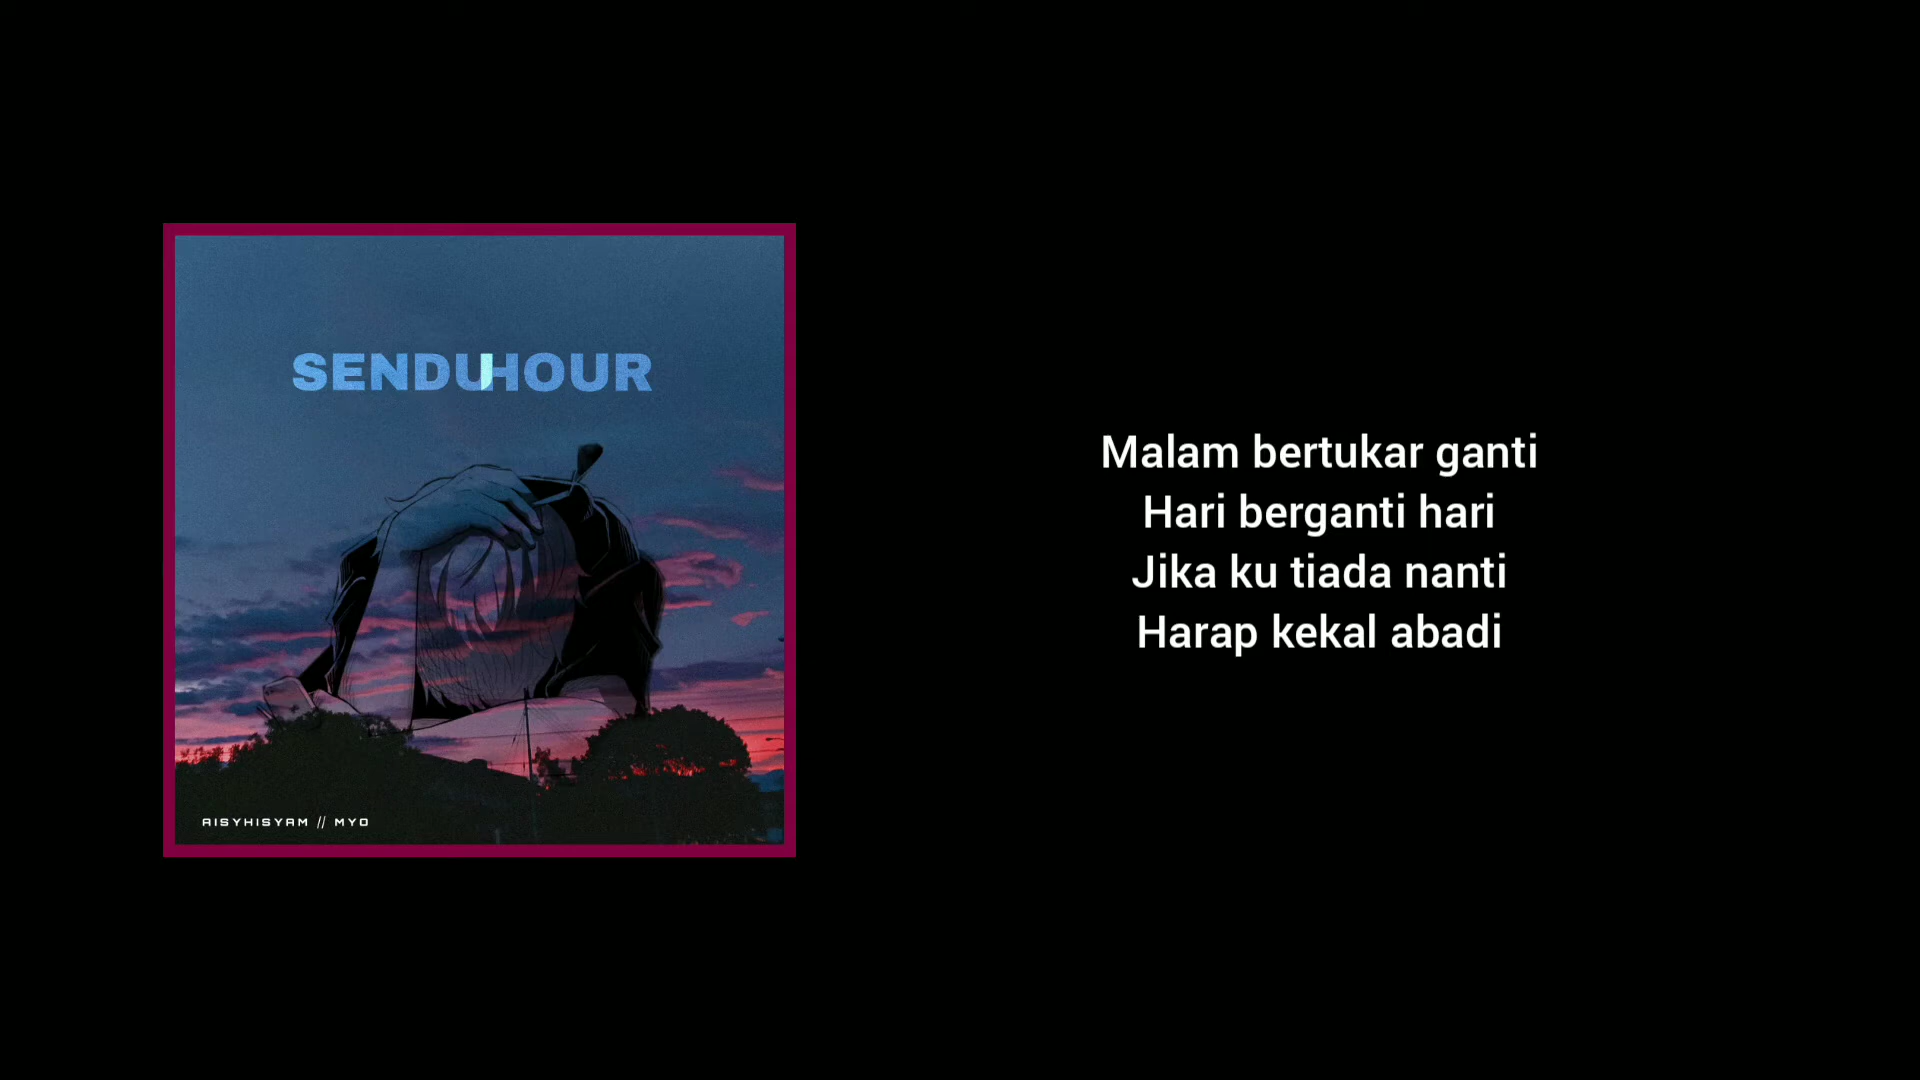 SENDUHOUR
AISYHISYAM // MYO
Malam bertukar ganti
Hari berganti hari
Jika ku tiada nanti
Harap kekal abadi